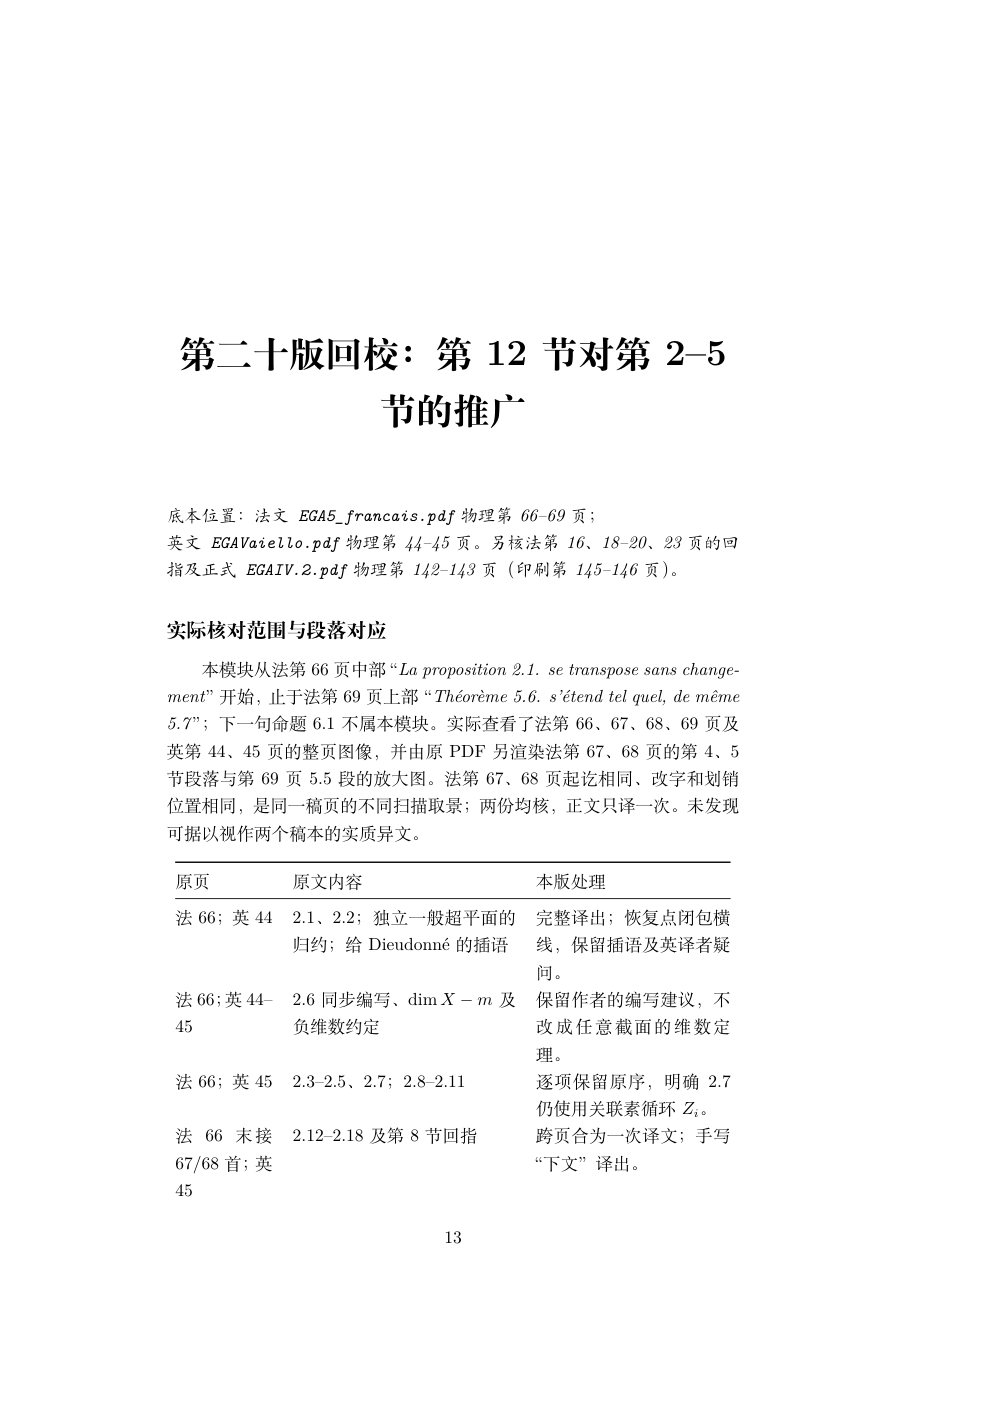 第二十版回校：第 12 节对第 2–5
节的推广
底本位置：法文 EGA5_francais.pdf 物理第 66–69 页；
英文 EGAVaiello.pdf 物理第 44–45 页。另核法第 16、18–20、23 页的回
指及正式 EGAIV.2.pdf 物理第 142–143 页（印刷第 145–146 页）。
实际核对范围与段落对应
本模块从法第 66 页中部 “La proposition 2.1. se transpose sans change-
ment” 开始，止于法第 69 页上部 “Théorème 5.6. s’étend tel quel, de même
5.7”；下一句命题 6.1 不属本模块。实际查看了法第 66、67、68、69 页及
英第 44、45 页的整页图像，并由原 PDF 另渲染法第 67、68 页的第 4、5
节段落与第 69 页 5.5 段的放大图。法第 67、68 页起讫相同、改字和划销
位置相同，是同一稿页的不同扫描取景；两份均核，正文只译一次。未发现
可据以视作两个稿本的实质异文。
原页 原文内容 本版处理
法 66；英 44 2.1、2.2；独立一般超平面的 完整译出；恢复点闭包横
归约；给 Dieudonné 的插语 线，保留插语及英译者疑
问。
法 66；英 44– 2.6 同步编写、dim X − m 及 保留作者的编写建议，不
45 负维数约定 改成任意截面的维数定
理。
法 66；英 45 2.3–2.5、2.7；2.8–2.11 逐项保留原序，明确 2.7
仍使用关联素循环 Zᵢ。
法 66 末接 2.12–2.18 及第 8 节回指 跨页合为一次译文；手写
67/68 首；英 “下文” 译出。
45
13